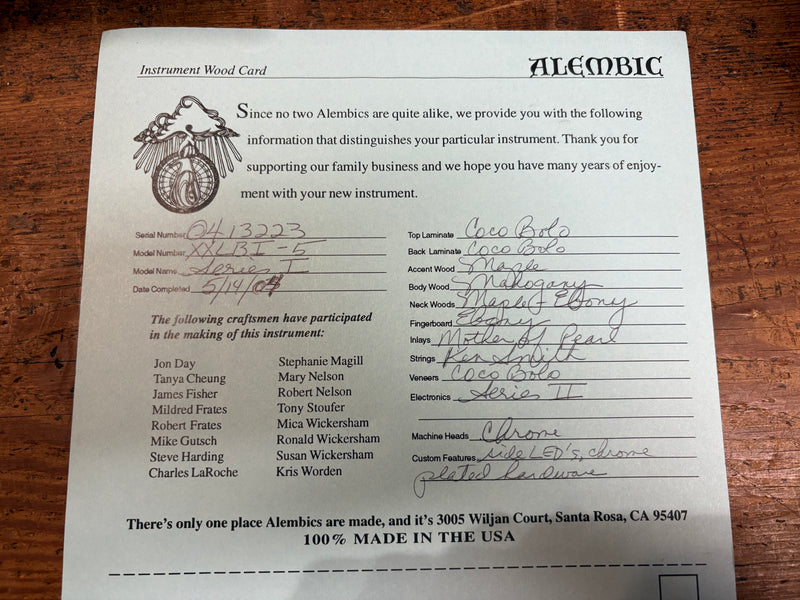 Instrument Wood Card
ALEMBIC
Since no two Alembics are quite alike, we provide you with the following
information that distinguishes your particular instrument. Thank you for
supporting our family business and we hope you have many years of enjoy-
ment with your new instrument.
Serial Number 0413223
Model Number XXLBI-5
Model Name Series I
Date Completed 5/14/04
The following craftsmen have participated
in the making of this instrument:
Jon Day
Tanya Cheung
James Fisher
Mildred Frates
Robert Frates
Mike Gutsch
Steve Harding
Charles LaRoche
Stephanie Magill
Mary Nelson
Robert Nelson
Tony Stoufer
Mica Wickersham
Ronald Wickersham
Susan Wickersham
Kris Worden
Top Laminate Coco Bolo
Back Laminate Coco Bolo
Accent Wood Maple
Body Wood Mahogany
Neck Woods Maple + Ebony
Fingerboard Ebony
Inlays Mother of Pearl
Strings Ken Smith
Veneers Coco Bolo
Electronics Series II
Machine Heads Chrome
Custom Features side LED's, chrome
plated hardware
There's only one place Alembics are made, and it's 3005 Wiljan Court, Santa Rosa, CA 95407
100% MADE IN THE USA